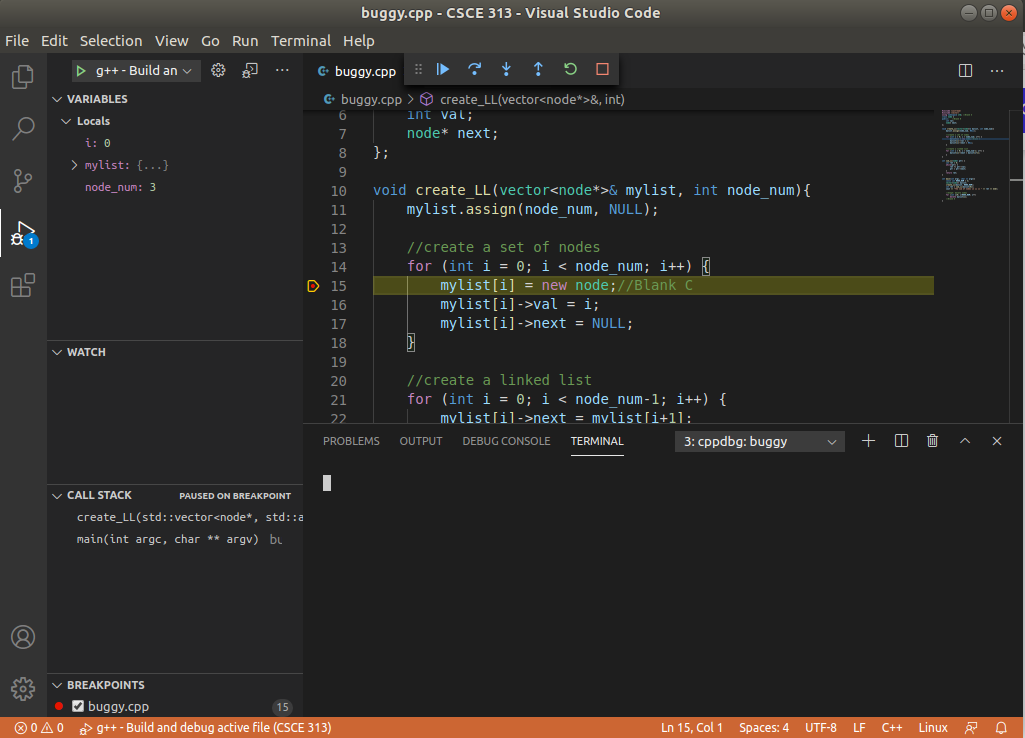 buggy.cpp - CSCE 313 - Visual Studio Code
File Edit Selection View Go Run Terminal Help
g++ - Build an
buggy.cpp
VARIABLES
buggy.cpp > create_LL(vector<node*>&, int)
Locals
i: 0
mylist: {...}
node_num: 3
6 int val;
7 node* next;
8 };
9
10 void create_LL(vector<node*>& mylist, int node_num){
11 mylist.assign(node_num, NULL);
12
13 //create a set of nodes
14 for (int i = 0; i < node_num; i++) {
15 mylist[i] = new node;//Blank C
16 mylist[i]->val = i;
17 mylist[i]->next = NULL;
18 }
19
20 //create a linked list
21 for (int i = 0; i < node_num-1; i++) {
22 mylist[i]->next = mylist[i+1];
1
WATCH
PROBLEMS OUTPUT DEBUG CONSOLE TERMINAL 3: cppdbg: buggy
CALL STACK PAUSED ON BREAKPOINT
create_LL(std::vector<node*, std::a
main(int argc, char ** argv) bu
BREAKPOINTS
buggy.cpp 15
0 0 g++ - Build and debug active file (CSCE 313) Ln 15, Col 1 Spaces: 4 UTF-8 LF C++ Linux